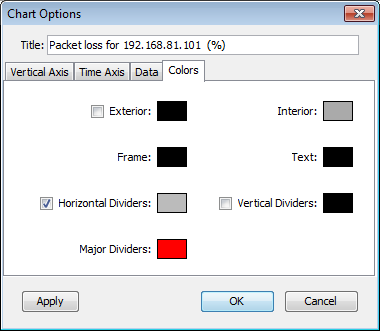 Chart Options
Title: Packet loss for 192.168.81.101 (%)
Vertical Axis Time Axis Data Colors
Exterior: Interior:
Frame: Text:
Horizontal Dividers: Vertical Dividers:
Major Dividers:
Apply OK Cancel